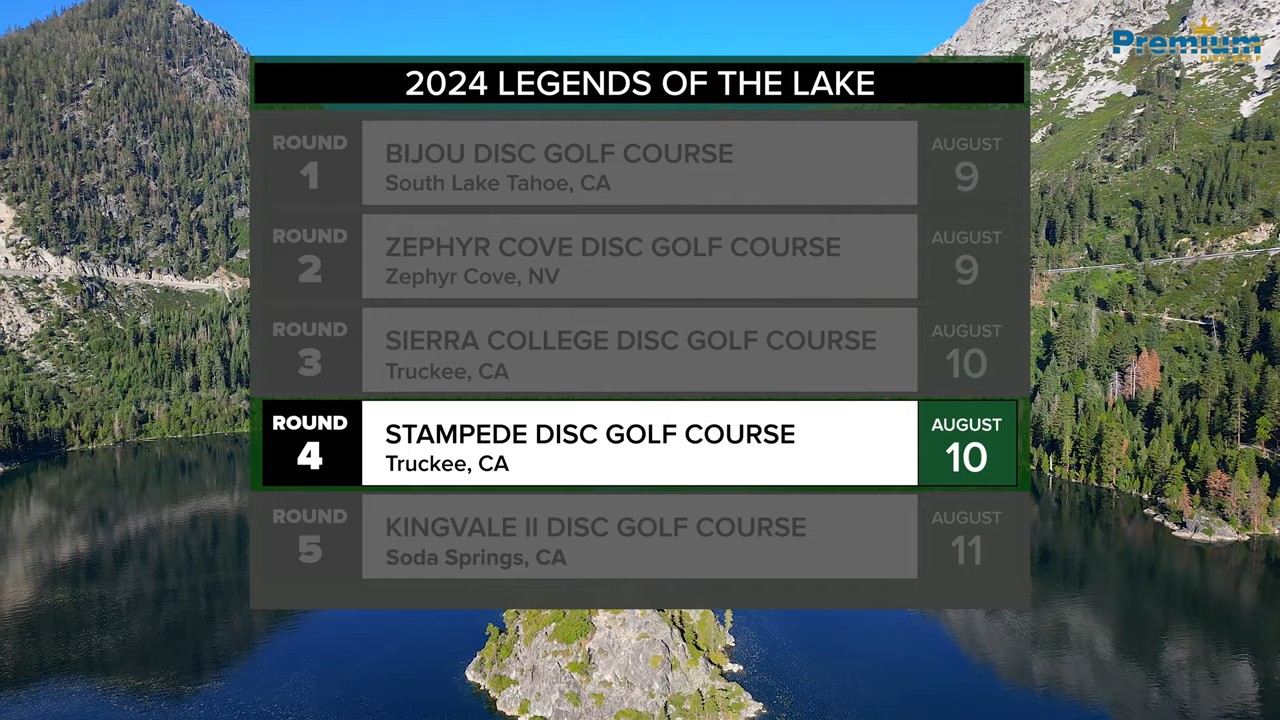 Premium
DISC GOLF
2024 LEGENDS OF THE LAKE
ROUND
1
BIJOU DISC GOLF COURSE
South Lake Tahoe, CA
AUGUST
9
ROUND
2
ZEPHYR COVE DISC GOLF COURSE
Zephyr Cove, NV
AUGUST
9
ROUND
3
SIERRA COLLEGE DISC GOLF COURSE
Truckee, CA
AUGUST
10
ROUND
4
STAMPEDE DISC GOLF COURSE
Truckee, CA
AUGUST
10
ROUND
5
KINGVALE II DISC GOLF COURSE
Soda Springs, CA
AUGUST
11